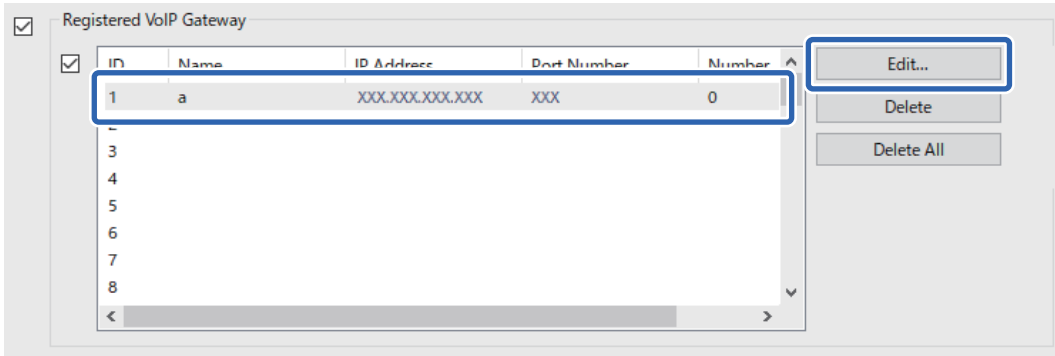 Registered VoIP Gateway
ID Name IP Address Port Number Number Edit...
1 a XXX.XXX.XXX.XXX XXX 0 Delete
2
3 Delete All
4
5
6
7
8